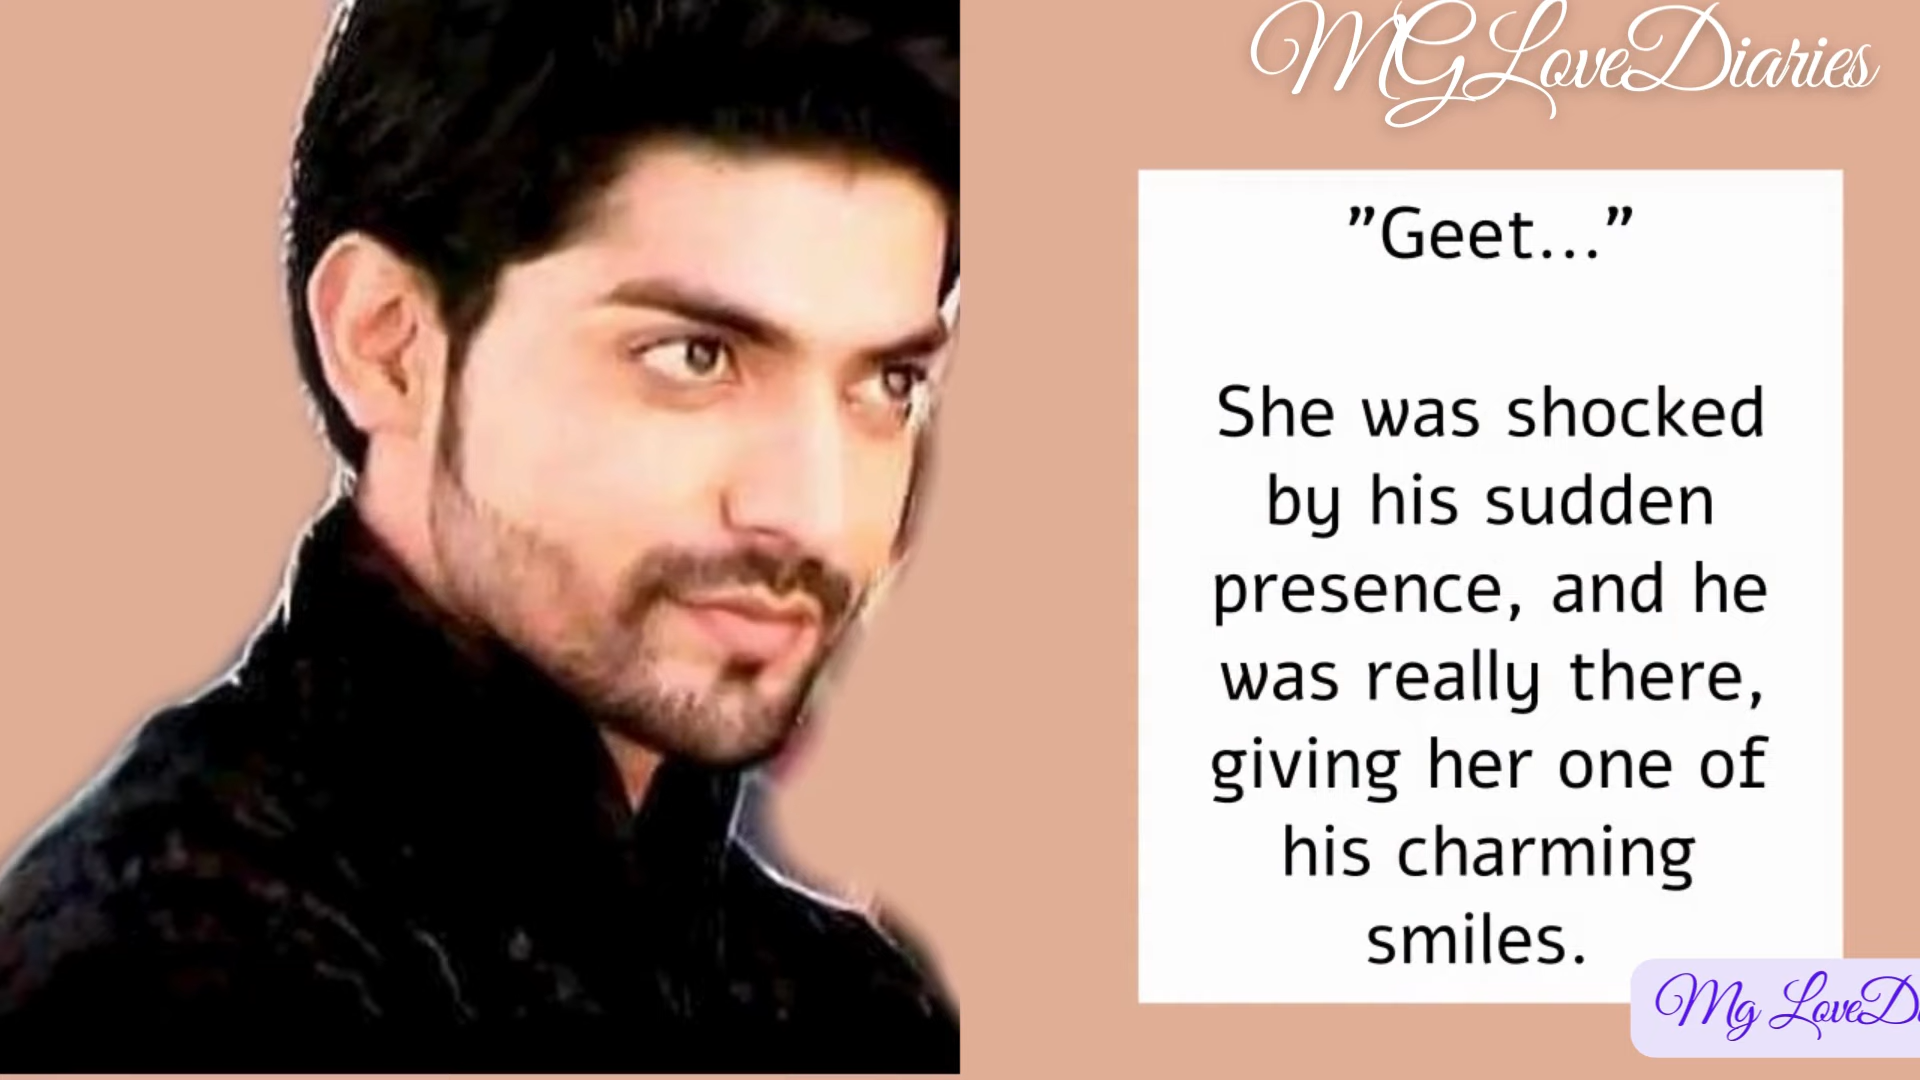 MGLoveDiaries
”Geet...”
She was shocked
by his sudden
presence, and he
was really there,
giving her one of
his charming
smiles.
Mg LoveD